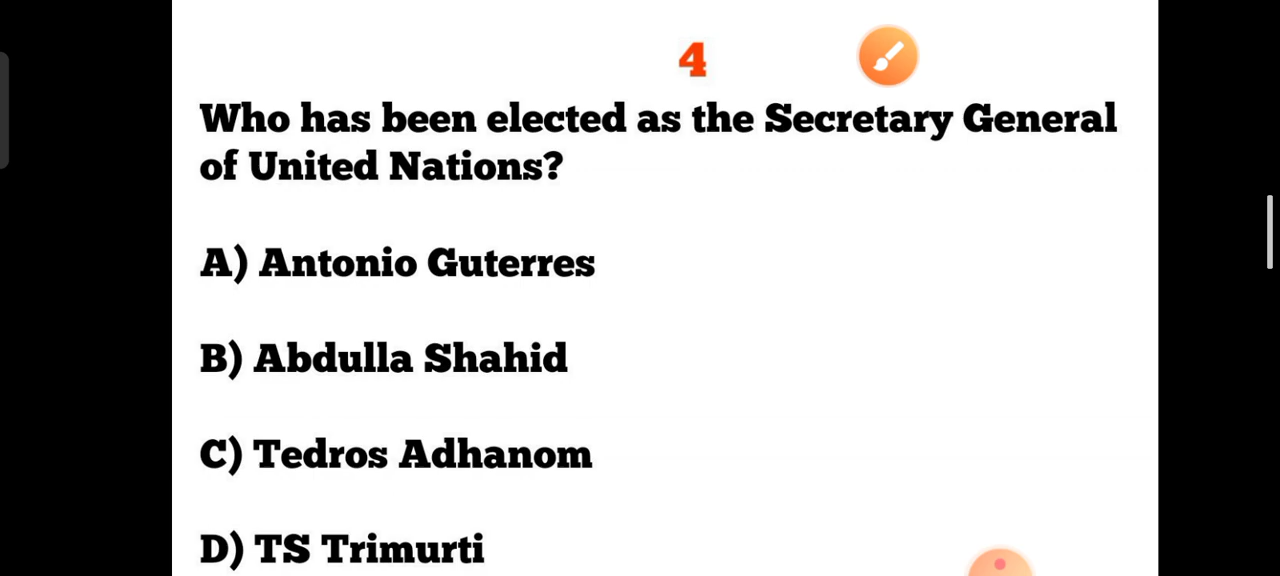 4
Who has been elected as the Secretary General
of United Nations?
A) Antonio Guterres
B) Abdulla Shahid
C) Tedros Adhanom
D) TS Trimurti